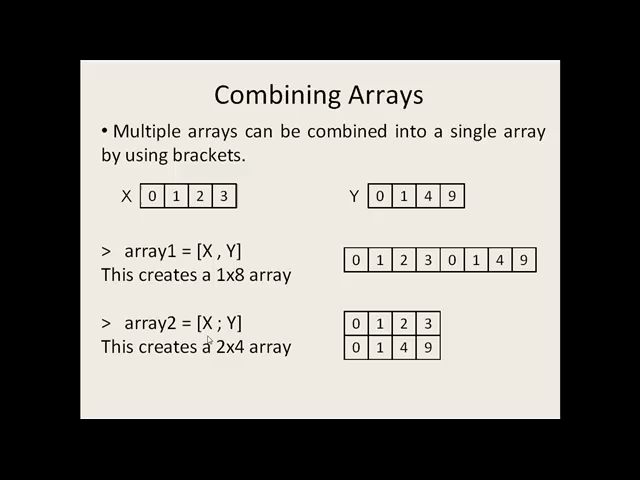 Combining Arrays
• Multiple arrays can be combined into a single array
by using brackets.
X 0 1 2 3 Y 0 1 4 9
> array1 = [X , Y]
This creates a 1x8 array
0 1 2 3 0 1 4 9
> array2 = [X ; Y]
This creates a 2x4 array
0 1 2 3
0 1 4 9